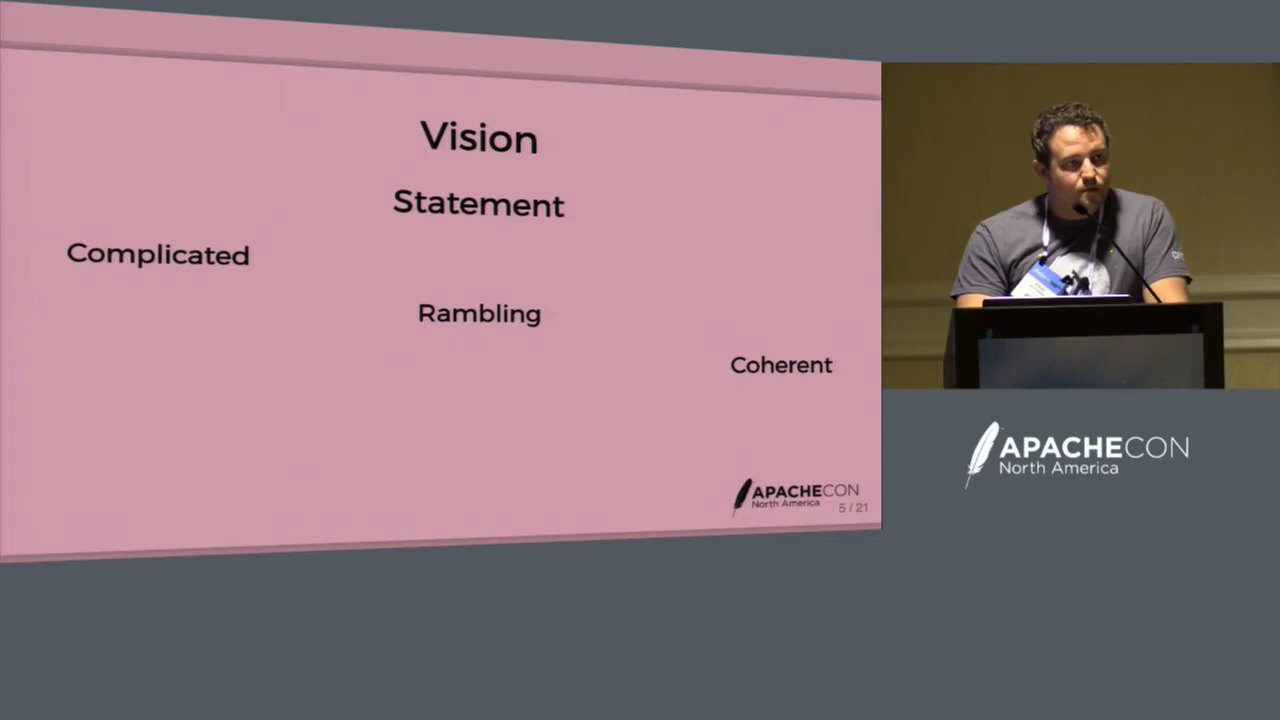 Vision
Statement
Complicated
Rambling
Coherent
APACHECON
North America
5 / 21
APACHECON
North America